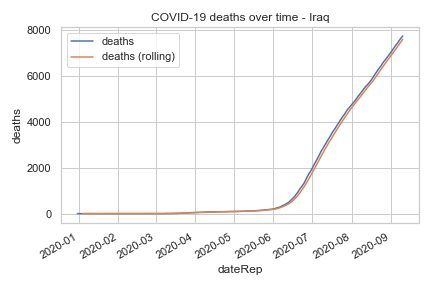 COVID-19 deaths over time - Iraq
deaths
deaths (rolling)
8000
6000
4000
2000
0
deaths
2020-01
2020-02
2020-03
2020-04
2020-05
2020-06
2020-07
2020-08
2020-09
dateRep